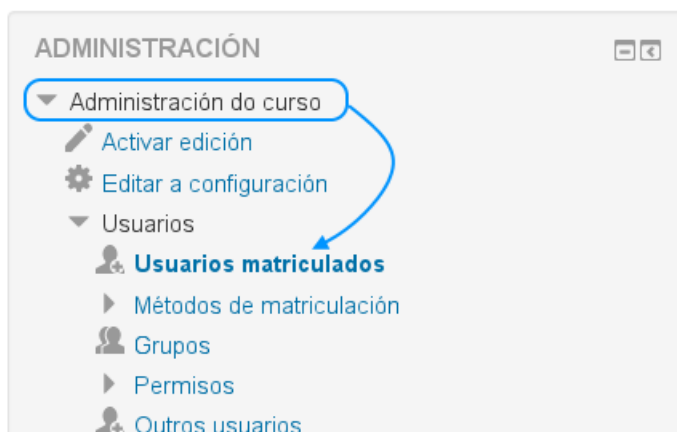 ADMINISTRACIÓN
Administración do curso
Activar edición
Editar a configuración
Usuarios
Usuarios matriculados
Métodos de matriculación
Grupos
Permisos
Outros usuarios